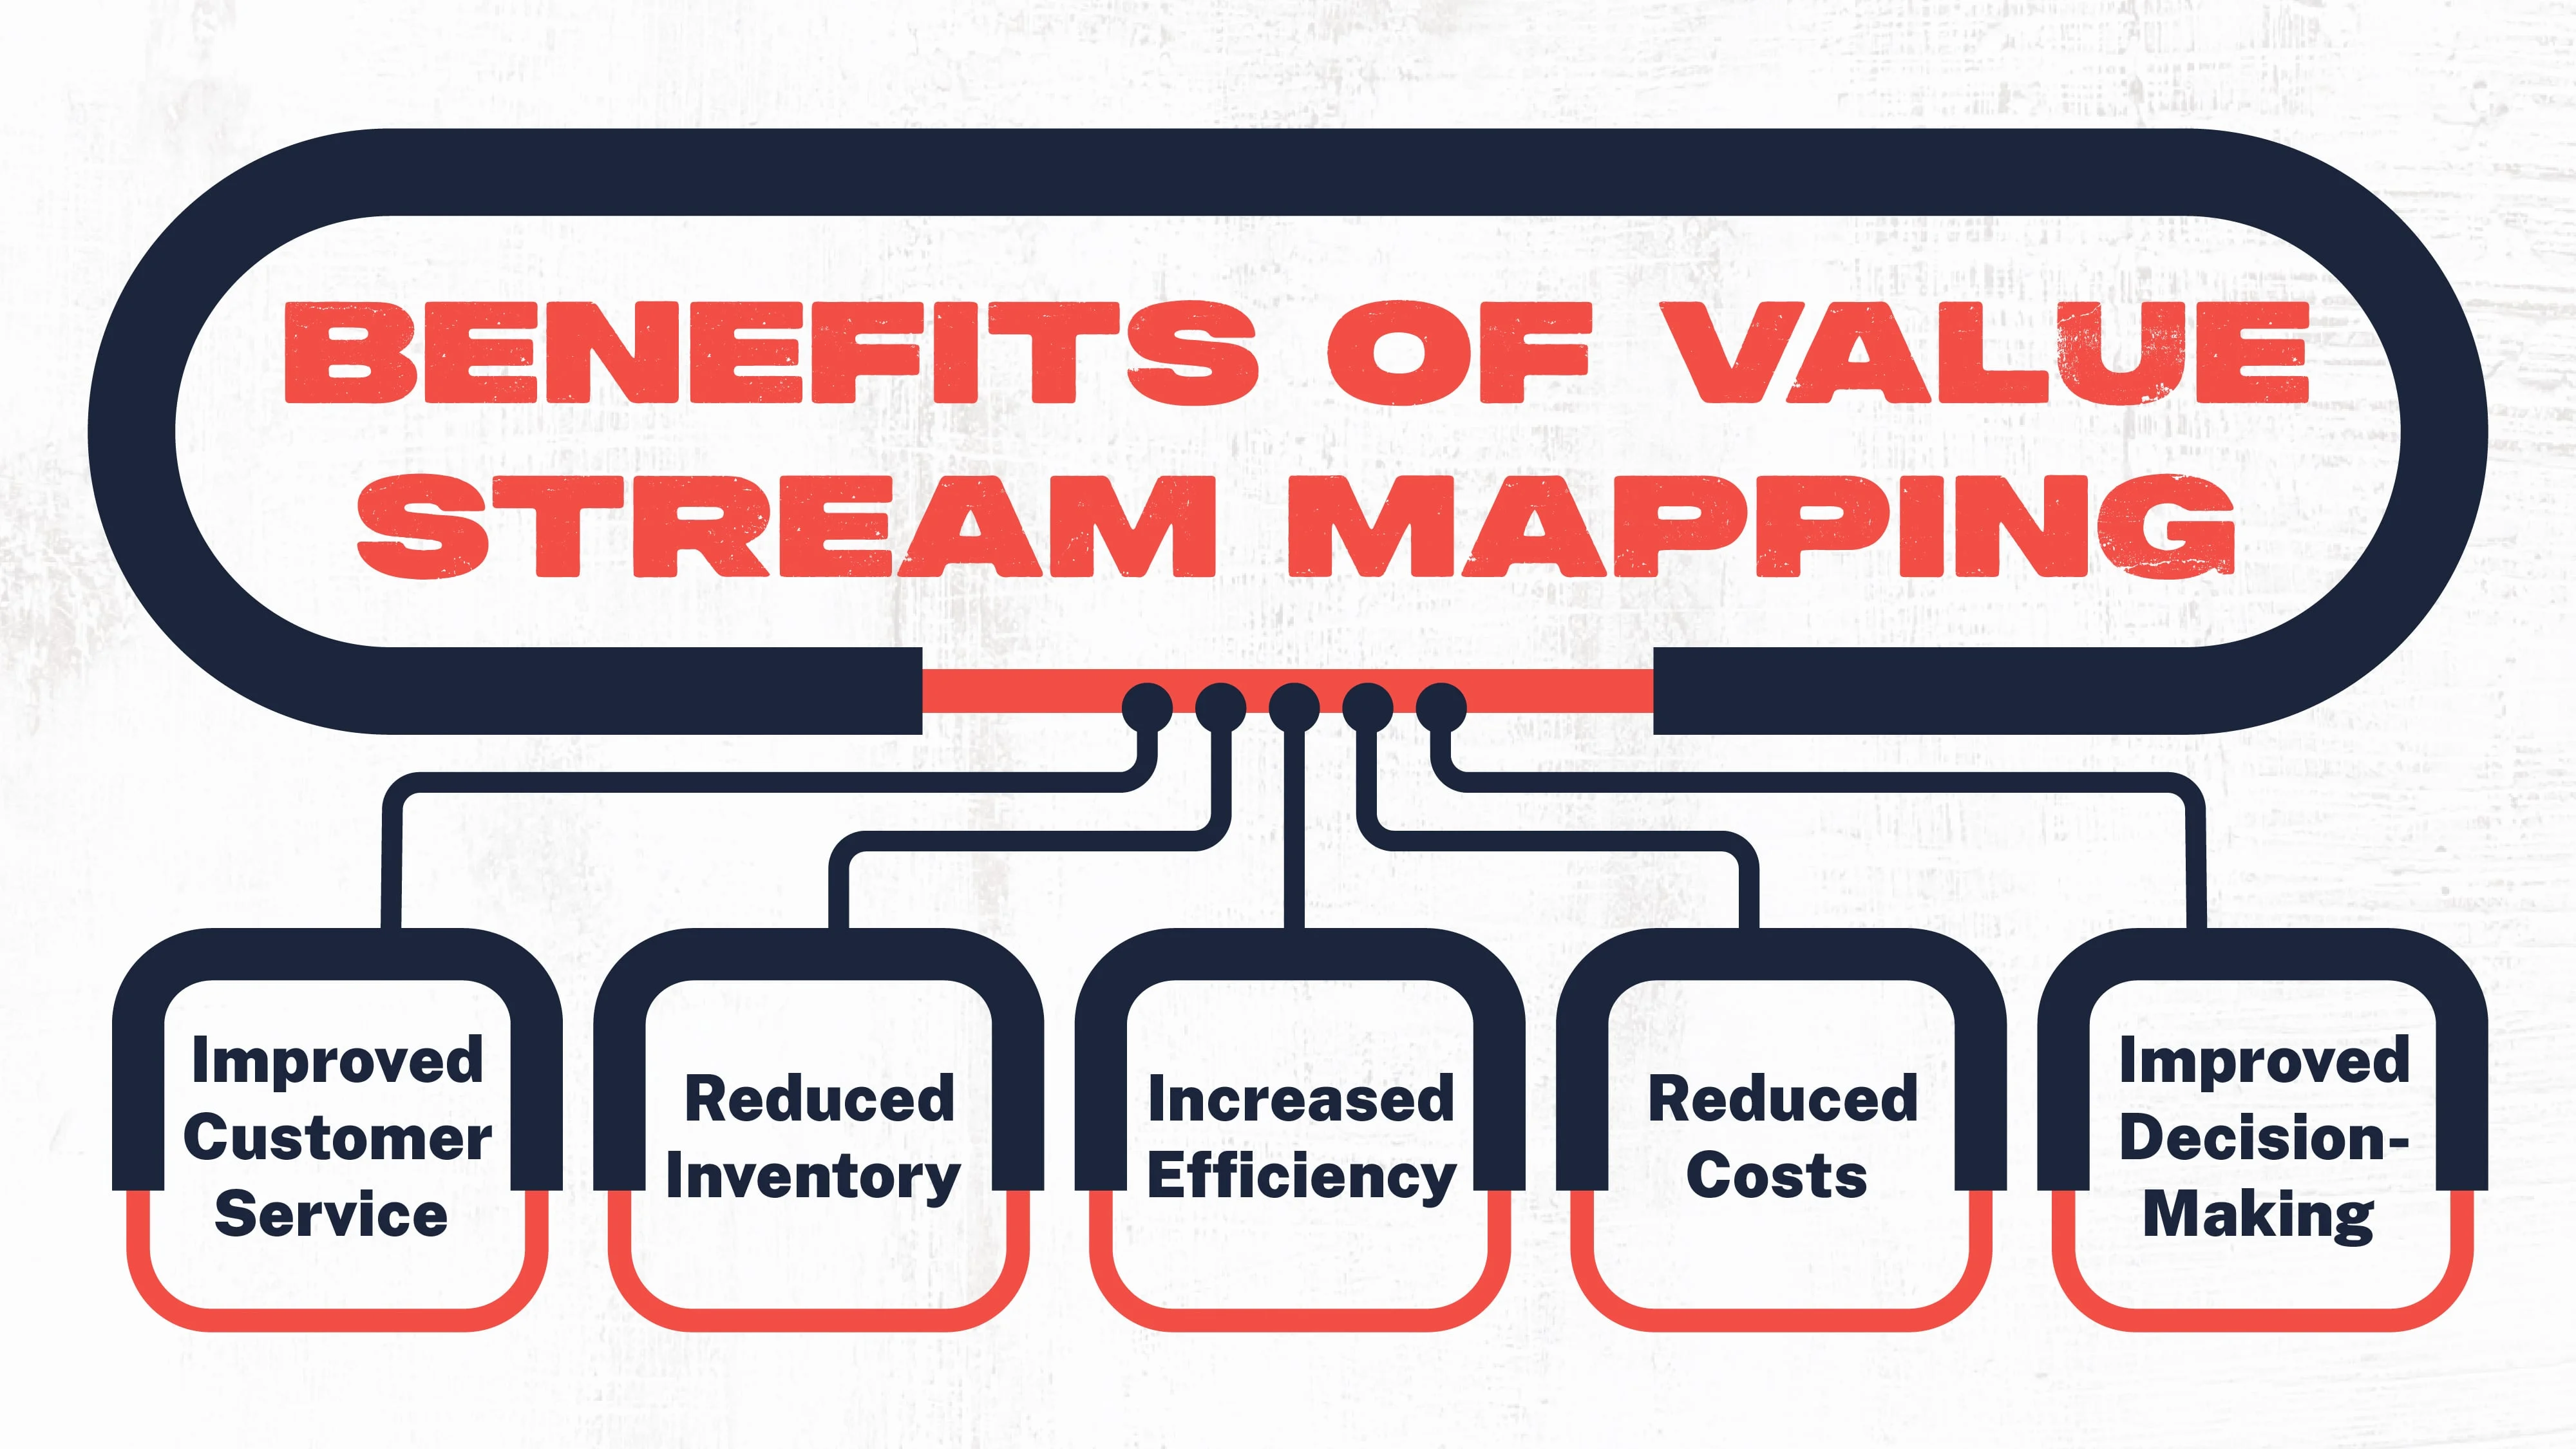 BENEFITS OF VALUE
STREAM MAPPING
Improved
Customer
Service
Reduced
Inventory
Increased
Efficiency
Reduced
Costs
Improved
Decision-
Making